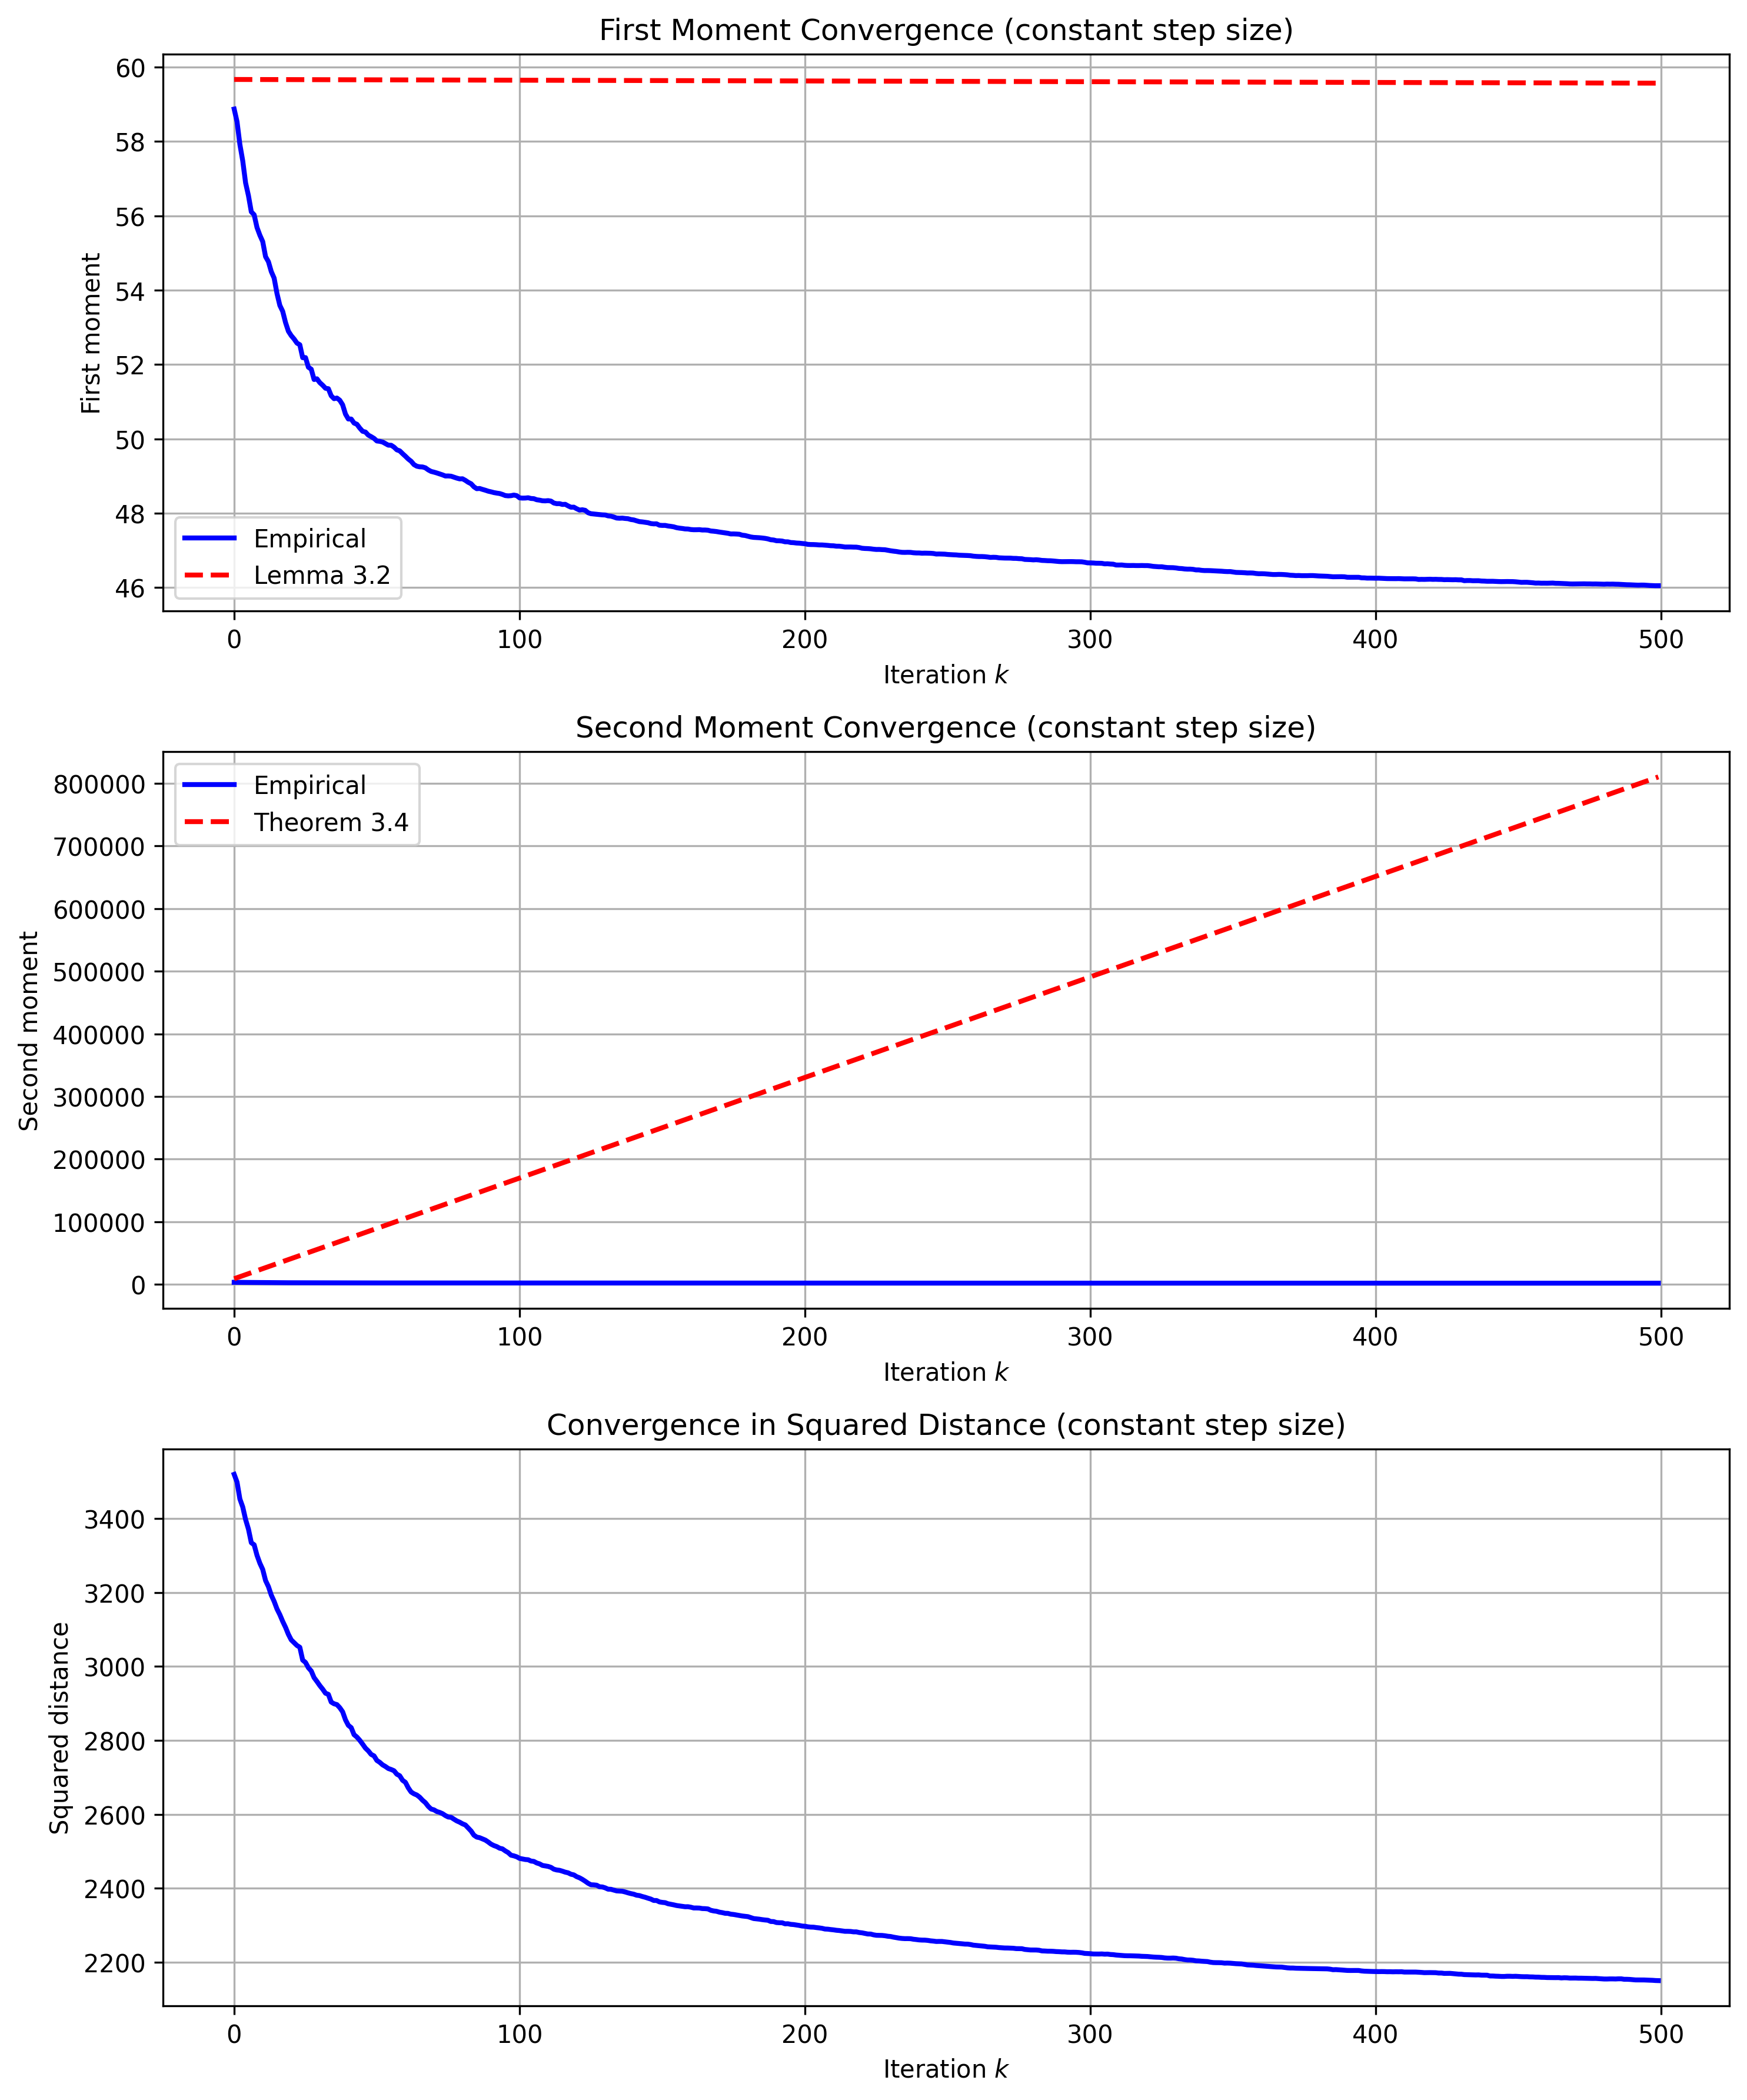 First Moment Convergence (constant step size)
60
58
56
54
52
50
48
46
First moment
Empirical
Lemma 3.2
0 100 200 300 400 500
Iteration k
Second Moment Convergence (constant step size)
800000
700000
600000
500000
400000
300000
200000
100000
0
Second moment
Empirical
Theorem 3.4
0 100 200 300 400 500
Iteration k
Convergence in Squared Distance (constant step size)
3400
3200
3000
2800
2600
2400
2200
Squared distance
0 100 200 300 400 500
Iteration k